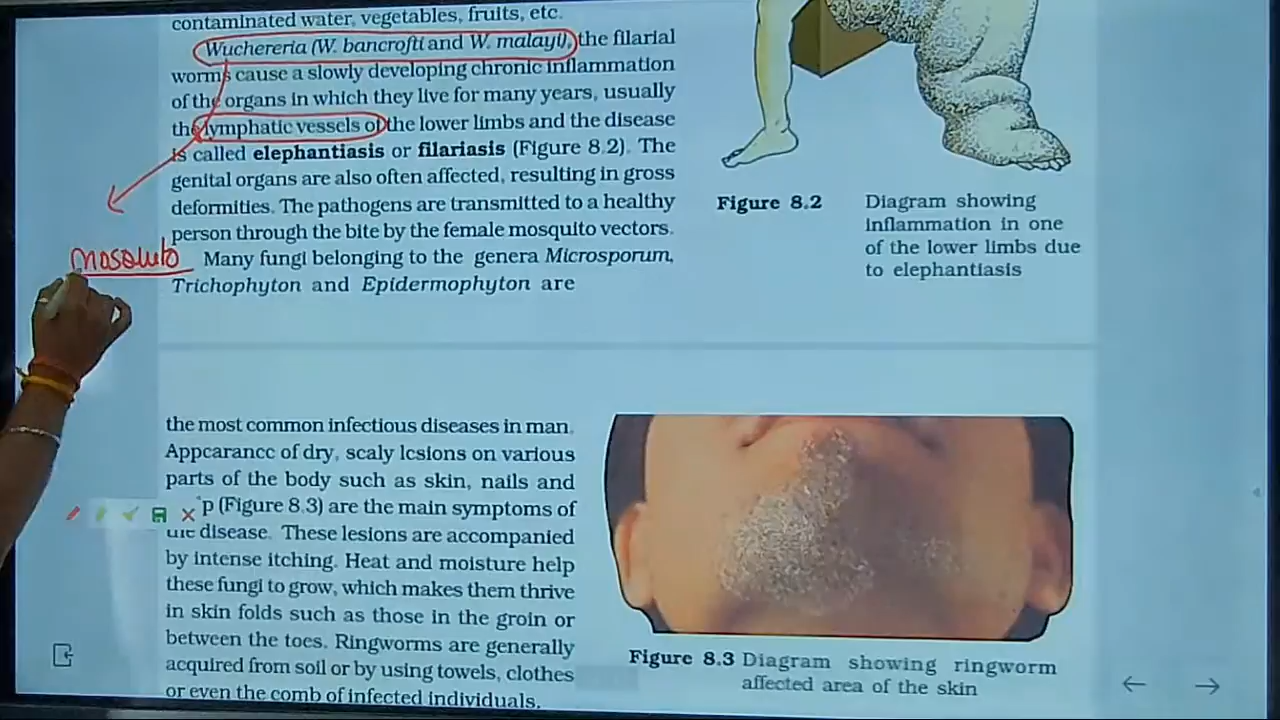 contaminated water, vegetables, fruits, etc.
Wuchereria (W. bancrofti and W. malayi), the filarial
worms cause a slowly developing chronic inflammation
of the organs in which they live for many years, usually
the lymphatic vessels of the lower limbs and the disease
is called elephantiasis or filariasis (Figure 8.2). The
genital organs are also often affected, resulting in gross
deformities. The pathogens are transmitted to a healthy
person through the bite by the female mosquito vectors.
Many fungi belonging to the genera Microsporum,
Trichophyton and Epidermophyton are
Figure 8.2 Diagram showing
inflammation in one
of the lower limbs due
to elephantiasis
the most common infectious diseases in man.
Appearance of dry, scaly lesions on various
parts of the body such as skin, nails and
p (Figure 8.3) are the main symptoms of
the disease. These lesions are accompanied
by intense itching. Heat and moisture help
these fungi to grow, which makes them thrive
in skin folds such as those in the groin or
between the toes. Ringworms are generally
acquired from soil or by using towels, clothes
or even the comb of infected individuals.
Figure 8.3 Diagram showing ringworm
affected area of the skin